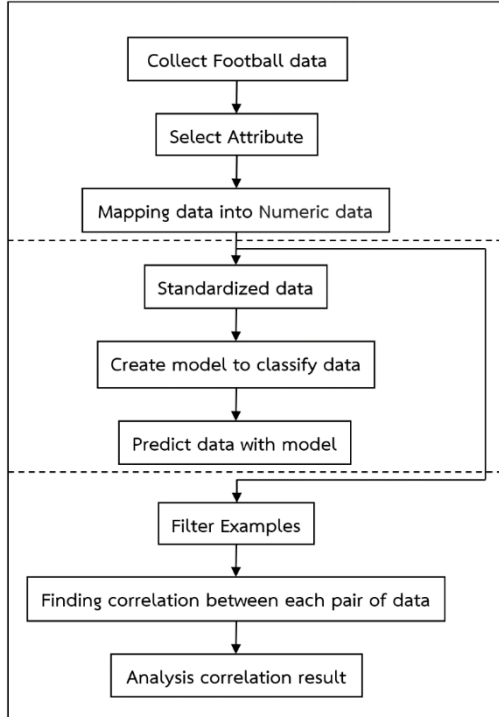 Collect Football data
Select Attribute
Mapping data into Numeric data
Standardized data
Create model to classify data
Predict data with model
Filter Examples
Finding correlation between each pair of data
Analysis correlation result